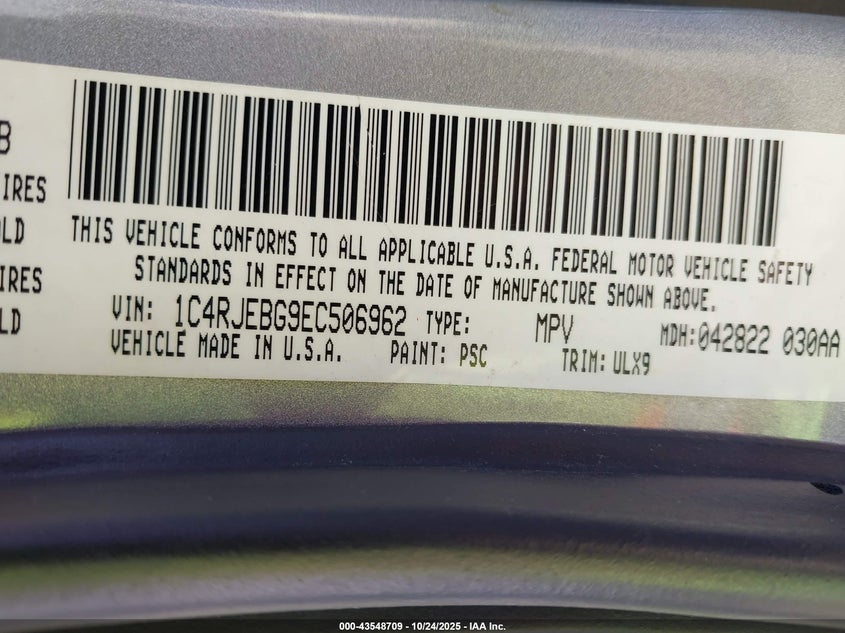 B
IRES
OLD
IRES
LD
THIS VEHICLE CONFORMS TO ALL APPLICABLE U.S.A. FEDERAL MOTOR VEHICLE SAFETY
STANDARDS IN EFFECT ON THE DATE OF MANUFACTURE SHOWN ABOVE.
VIN: 1C4RJEBG9EC506962 TYPE: MPV MDH:042822 030AA
VEHICLE MADE IN U.S.A. PAINT: PSC TRIM: ULX9
000-43548709 - 10/24/2025 - IAA Inc.